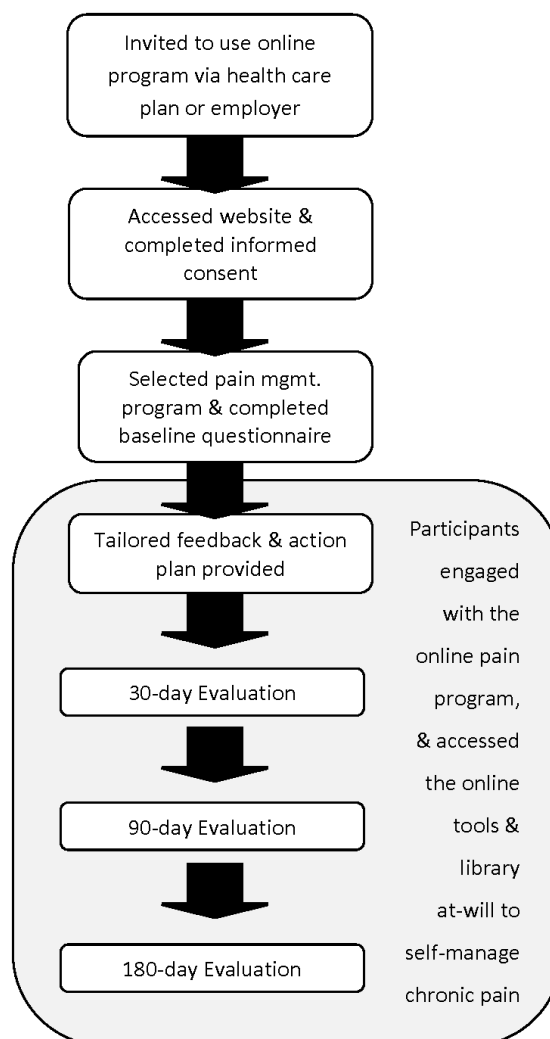 Invited to use online
program via health care
plan or employer
Accessed website &
completed informed
consent
Selected pain mgmt.
program & completed
baseline questionnaire
Tailored feedback & action
plan provided
30-day Evaluation
90-day Evaluation
180-day Evaluation
Participants
engaged
with the
online pain
program,
& accessed
the online
tools &
library
at-will to
self-manage
chronic pain